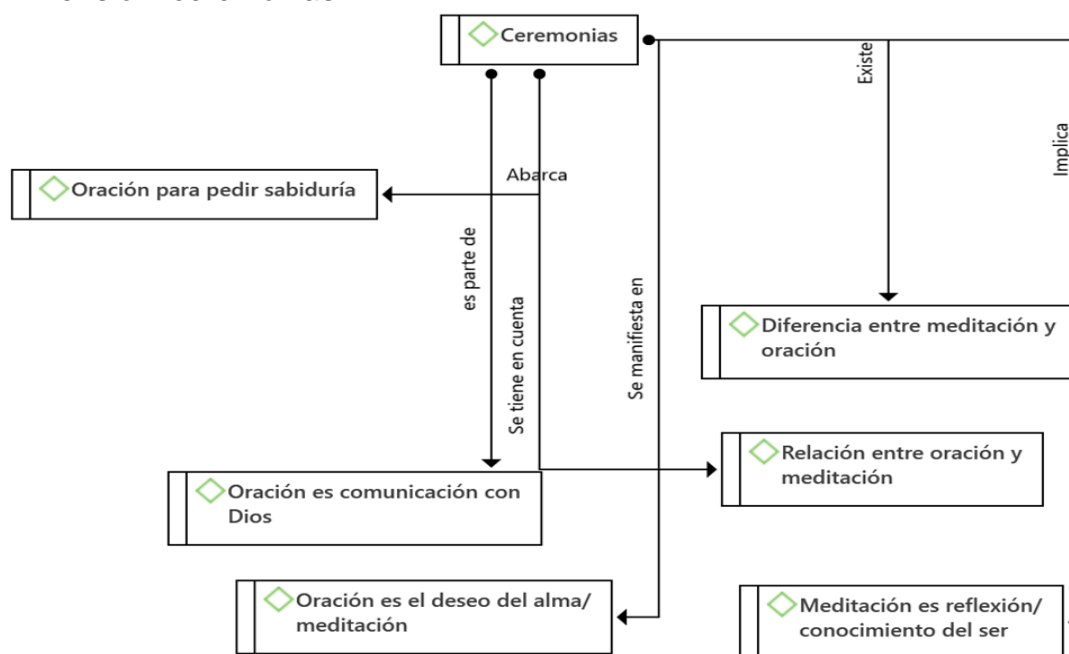 Ceremonias
Existe
Implica
Abarca
Oración para pedir sabiduría
es parte de
Se tiene en cuenta
Se manifiesta en
Diferencia entre meditación y
oración
Relación entre oración y
meditación
Oración es comunicación con
Dios
Oración es el deseo del alma/
meditación
Meditación es reflexión/
conocimiento del ser